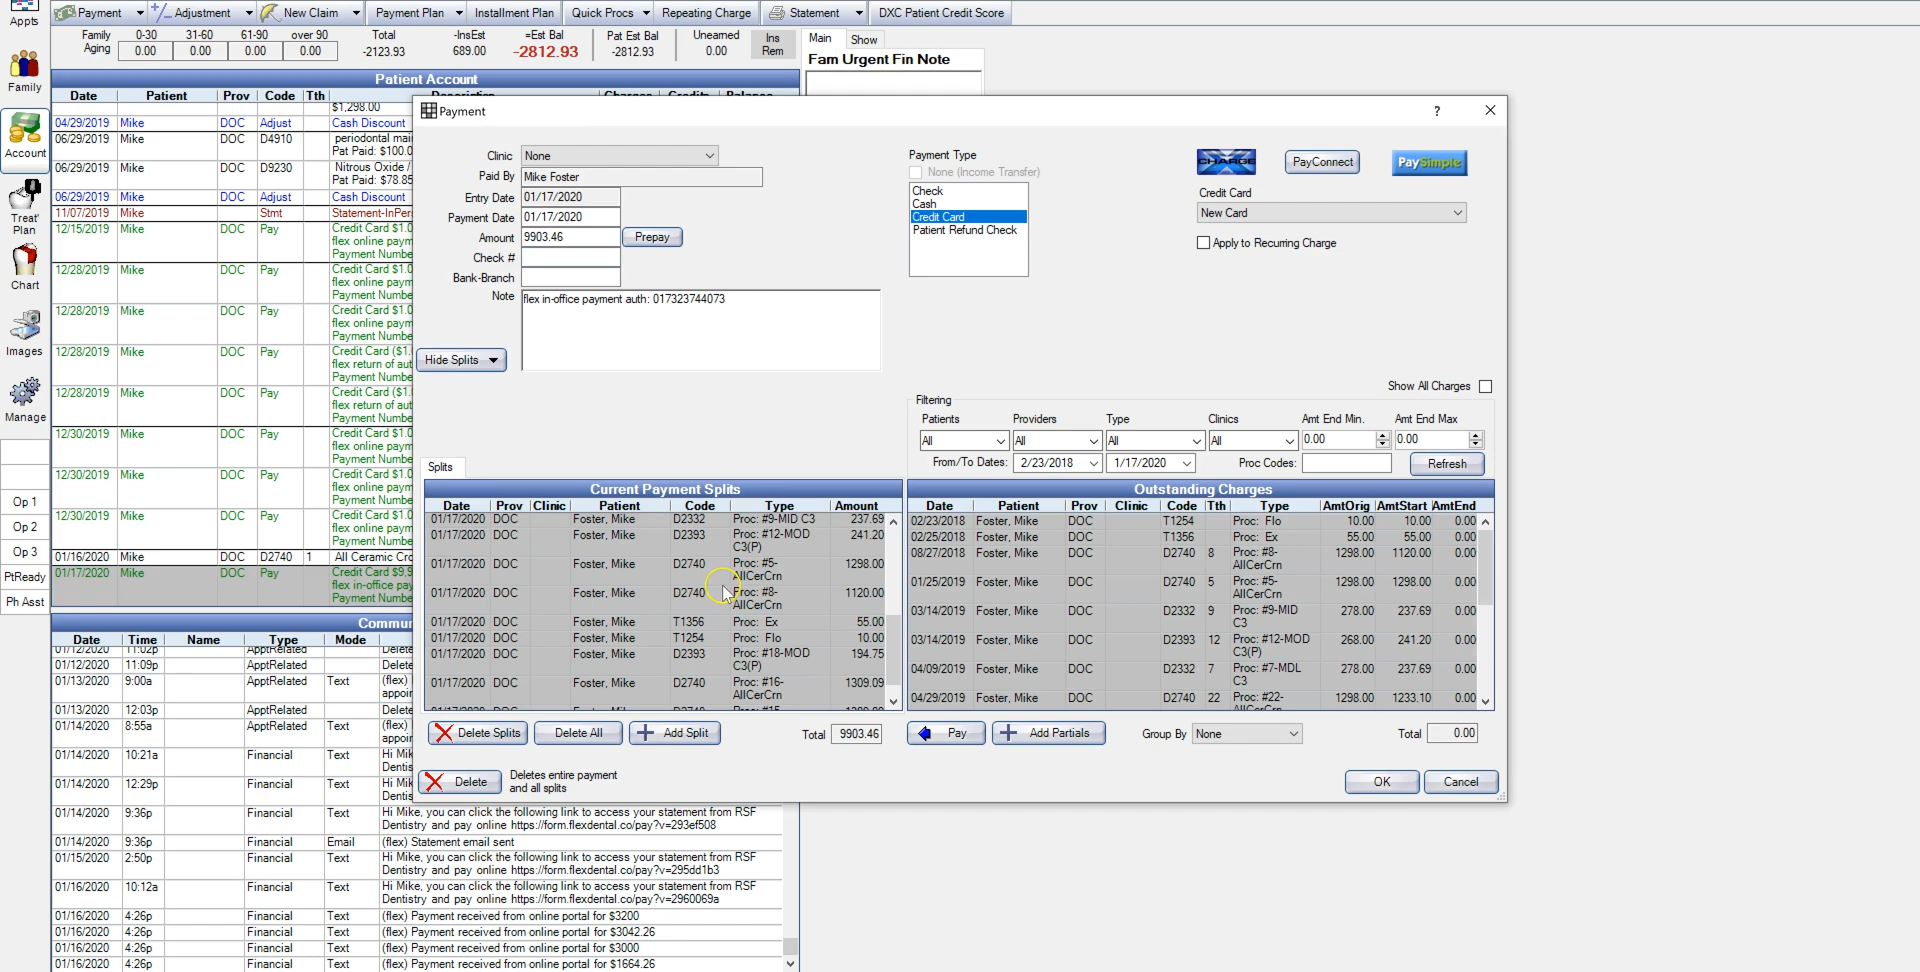 Appts
Payment
Adjustment
New Claim
Payment Plan
Installment Plan
Quick Procs
Repeating Charge
Statement
DXC Patient Credit Score
Family Aging
0-30 31-60 61-90 over 90
0.00 0.00 0.00 0.00
Total -InsEst =Est Bal Pat Est Bal Unearned
-2123.93 689.00 -2812.93 -2812.93 0.00
Ins Rem
Main Show
Fam Urgent Fin Note
Family
Account
Treat' Plan
Chart
Images
Manage
Op 1
Op 2
Op 3
PtReady
Ph Asst
Patient Account
Date Patient Prov Code Tth
$1,298.00
04/29/2019 Mike DOC Adjust Cash Discount
06/29/2019 Mike DOC D4910 periodontal mai
Pat Paid: $100.0
06/29/2019 Mike DOC D9230 Nitrous Oxide /
Pat Paid: $78.85
06/29/2019 Mike DOC Adjust Cash Discount
11/07/2019 Mike Stmt Statement-InPers
12/15/2019 Mike DOC Pay Credit Card $1.0
flex online paym
Payment Numbe
12/28/2019 Mike DOC Pay Credit Card $1.0
flex online paym
Payment Numbe
12/28/2019 Mike DOC Pay Credit Card $1.0
flex online paym
Payment Numbe
12/28/2019 Mike DOC Pay Credit Card ($1.
flex return of aut
Payment Numbe
12/28/2019 Mike DOC Pay Credit Card ($1.
flex return of aut
Payment Numbe
12/30/2019 Mike DOC Pay Credit Card $1.0
flex online paym
Payment Numbe
12/30/2019 Mike DOC Pay Credit Card $1.0
flex online paym
Payment Numbe
12/30/2019 Mike DOC Pay Credit Card $1.0
flex online paym
Payment Numbe
01/16/2020 Mike DOC D2740 1 All Ceramic Crc
01/17/2020 Mike DOC Pay Credit Card $9,9
flex in-office pay
Payment Numbe
Payment
? ✕
Clinic None
Paid By Mike Foster
Entry Date 01/17/2020
Payment Date 01/17/2020
Amount 9903.46 Prepay
Check #
Bank-Branch
Note flex in-office payment auth: 017323744073
Hide Splits
Payment Type
None (Income Transfer)
Check
Cash
Credit Card
Patient Refund Check
CHARGE
PayConnect
PaySimple
Credit Card
New Card
Apply to Recurring Charge
Show All Charges
Filtering
Patients Providers Type Clinics Amt End Min. Amt End Max
All All All All 0.00 0.00
From/To Dates: 2/23/2018 1/17/2020 Proc Codes: Refresh
Splits
Current Payment Splits
Date Prov Clinic Patient Code Type Amount
01/17/2020 DOC Foster, Mike D2332 Proc: #9-MID C3 237.69
01/17/2020 DOC Foster, Mike D2393 Proc: #12-MOD 241.20
C3(P)
01/17/2020 DOC Foster, Mike D2740 Proc: #5- 1298.00
AllCerCrn
01/17/2020 DOC Foster, Mike D2740 Proc: #8- 1120.00
AllCerCrn
01/17/2020 DOC Foster, Mike T1356 Proc: Ex 55.00
01/17/2020 DOC Foster, Mike T1254 Proc: Flo 10.00
01/17/2020 DOC Foster, Mike D2393 Proc: #18-MOD 194.75
C3(P)
01/17/2020 DOC Foster, Mike D2740 Proc: #16- 1309.09
AllCerCrn
Outstanding Charges
Date Patient Prov Clinic Code Tth Type AmtOrig AmtStart AmtEnd
02/23/2018 Foster, Mike DOC T1254 Proc: Flo 10.00 10.00 0.00
02/25/2018 Foster, Mike DOC T1356 Proc: Ex 55.00 55.00 0.00
08/27/2018 Foster, Mike DOC D2740 8 Proc: #8- 1298.00 1120.00 0.00
AllCerCrn
01/25/2019 Foster, Mike DOC D2740 5 Proc: #5- 1298.00 1298.00 0.00
AllCerCrn
03/14/2019 Foster, Mike DOC D2332 9 Proc: #9-MID 278.00 237.69 0.00
C3
03/14/2019 Foster, Mike DOC D2393 12 Proc: #12-MOD 268.00 241.20 0.00
C3(P)
04/09/2019 Foster, Mike DOC D2332 7 Proc: #7-MDL 278.00 237.69 0.00
C3
04/29/2019 Foster, Mike DOC D2740 22 Proc: #22- 1298.00 1233.10 0.00
Delete Splits Delete All Add Split Total 9903.46
Pay Add Partials Group By None Total 0.00
Delete Deletes entire payment
and all splits
OK Cancel
Commu
Date Time Name Type Mode
01/12/2020 11:02p ApptRelated Delete
01/12/2020 11:09p ApptRelated Delete
01/13/2020 9:00a ApptRelated Text (flex)
appoin
01/13/2020 12:03p ApptRelated Delete
01/14/2020 8:55a ApptRelated Text (flex)
appoin
01/14/2020 10:21a Financial Text Hi Mik
Dentis
01/14/2020 12:29p Financial Text Hi Mik
Dentis
01/14/2020 9:36p Financial Text Hi Mike, you can click the following link to access your statement from RSF
Dentistry and pay online https://form.flexdental.co/pay?v=293ef508
01/14/2020 9:36p Financial Email (flex) Statement email sent
01/15/2020 2:50p Financial Text Hi Mike, you can click the following link to access your statement from RSF
Dentistry and pay online https://form.flexdental.co/pay?v=295dd1b3
01/16/2020 10:12a Financial Text Hi Mike, you can click the following link to access your statement from RSF
Dentistry and pay online https://form.flexdental.co/pay?v=2960069a
01/16/2020 4:26p Financial Text (flex) Payment received from online portal for $3200
01/16/2020 4:26p Financial Text (flex) Payment received from online portal for $3042.26
01/16/2020 4:26p Financial Text (flex) Payment received from online portal for $3000
01/16/2020 4:26p Financial Text (flex) Payment received from online portal for $1664.26